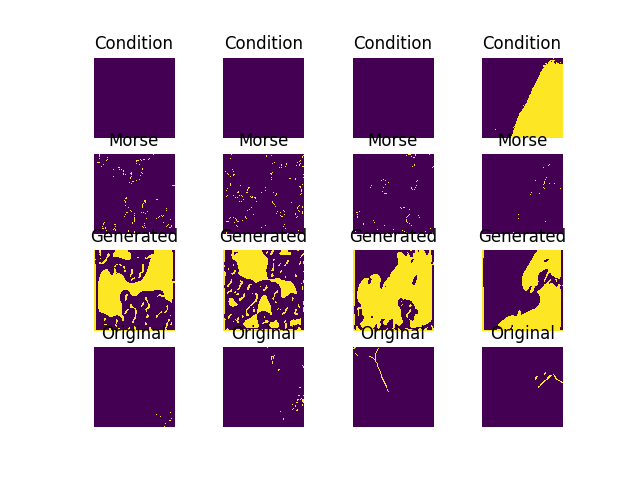 Condition Condition Condition Condition
Morse Morse Morse Morse
Generated Generated Generated Generated
Original Original Original Original